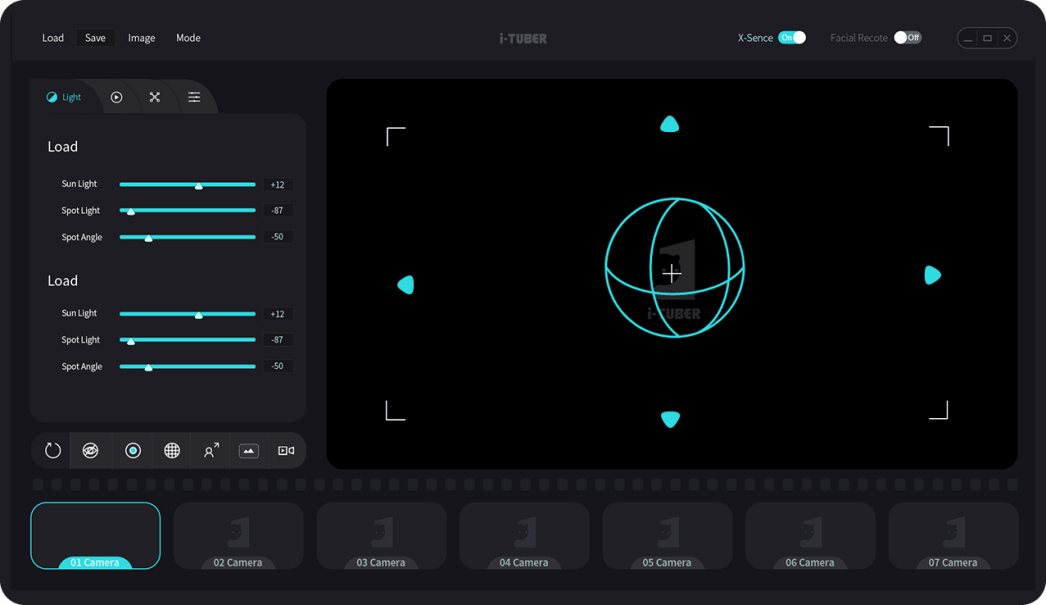 Load Save Image Mode i-TUBER X-Sence On Facial Recote Off
Light
Load
Sun Light +12
Spot Light -87
Spot Angle -50
Load
Sun Light +12
Spot Light -87
Spot Angle -50
i-TUBER
01 Camera 02 Camera 03 Camera 04 Camera 05 Camera 06 Camera 07 Camera